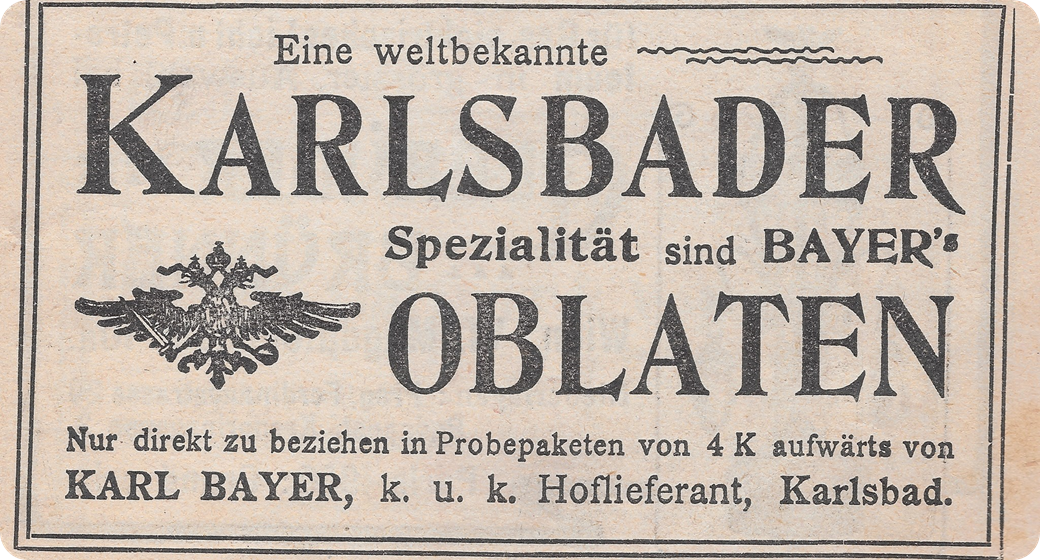 Eine weltbekannte
KARLSBADER
Spezialität sind BAYER's
OBLATEN
Nur direkt zu beziehen in Probepaketen von 4 K aufwärts von
KARL BAYER, k. u. k. Hoflieferant, Karlsbad.